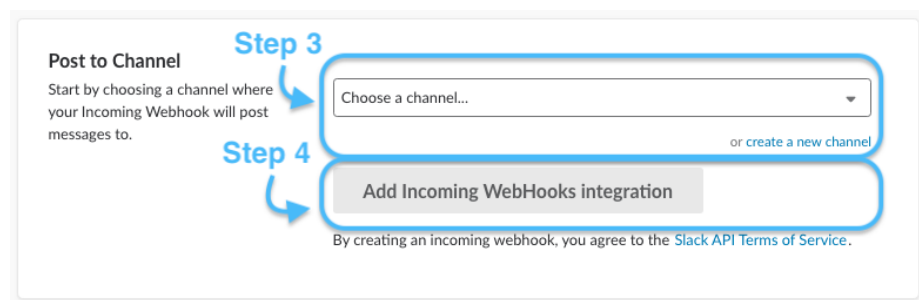 Step 3
Post to Channel
Start by choosing a channel where
your Incoming Webhook will post
messages to.
Choose a channel...
or create a new channel
Step 4
Add Incoming WebHooks integration
By creating an incoming webhook, you agree to the Slack API Terms of Service.